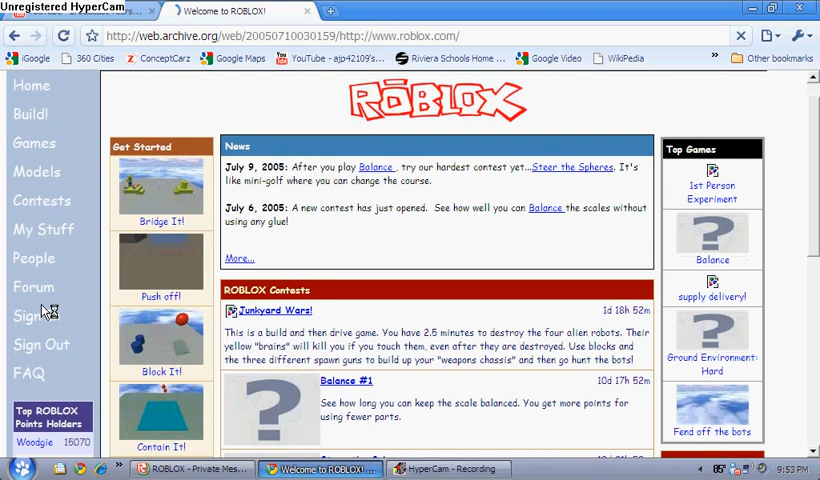 Unregistered HyperCam
Welcome to ROBLOX!
http://web.archive.org/web/20050710030159/http://www.roblox.com/
iGoogle
360 Cities
ConceptCarz
Google Maps
YouTube - ajp42109's...
Riviera Schools Home...
Google Video
WikiPedia
»
Other bookmarks
Home
Build!
Games
Models
Contests
My Stuff
People
Forum
Sign
Sign Out
FAQ
Top ROBLOX
Points Holders
Woodgie 15070
ROBLOX
Get Started
Bridge It!
Push off!
Block It!
Contain It!
News
July 9, 2005: After you play Balance , try our hardest contest yet...Steer the Spheres. It's
like mini-golf where you can change the course.
July 6, 2005: A new contest has just opened. See how well you can Balance the scales without
using any glue!
More...
ROBLOX Contests
Junkyard Wars! 1d 18h 52m
This is a build and then drive game. You have 2.5 minutes to destroy the four alien robots. Their
yellow "brains" will kill you if you touch them, even after they are destroyed. Use blocks and
the three different spawn guns to build up your "weapons chassis" and then go hunt the bots!
Balance #1 10d 17h 52m
See how long you can keep the scale balanced. You get more points for
using fewer parts.
Top Games
1st Person
Experiment
Balance
supply delivery!
Ground Environment:
Hard
Fend off the bots
ROBLOX - Private Mes...
Welcome to ROBLOX! ...
HyperCam - Recording
85°
9:53 PM